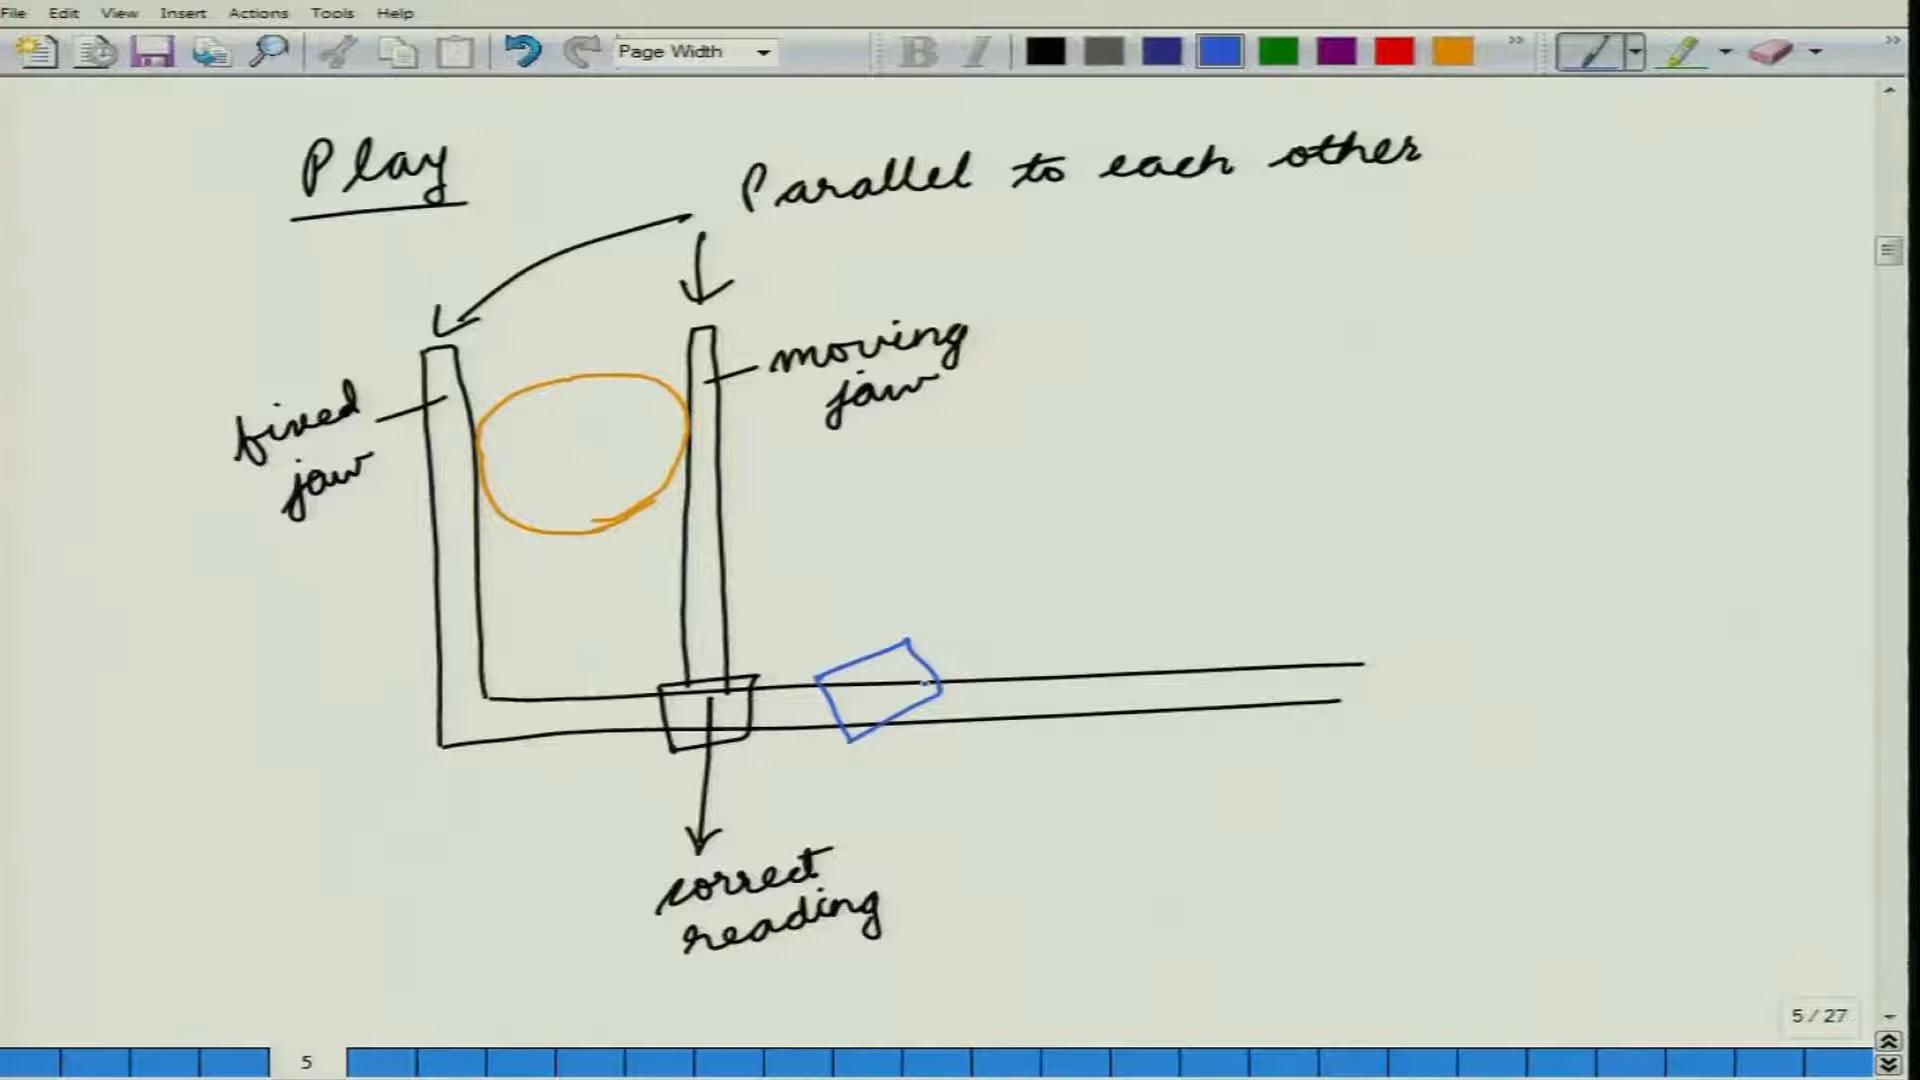 File Edit View Insert Actions Tools Help
Page Width
B I
Play
Parallel to each other
moving
jaw
fixed
jaw
correct
reading
5 / 27
5